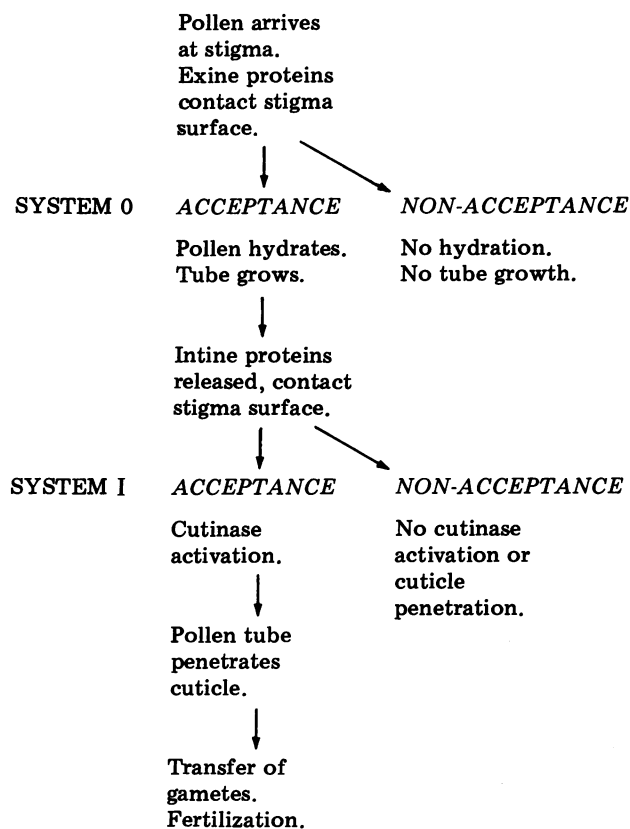 Pollen arrives
at stigma.
Exine proteins
contact stigma
surface.
SYSTEM 0 ACCEPTANCE NON-ACCEPTANCE
Pollen hydrates. No hydration.
Tube grows. No tube growth.
Intine proteins
released, contact
stigma surface.
SYSTEM I ACCEPTANCE NON-ACCEPTANCE
Cutinase No cutinase
activation. activation or
cuticle
penetration.
Pollen tube
penetrates
cuticle.
Transfer of
gametes.
Fertilization.